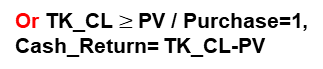 Or TK_CL ≥ PV / Purchase=1,
Cash_Return= TK_CL-PV